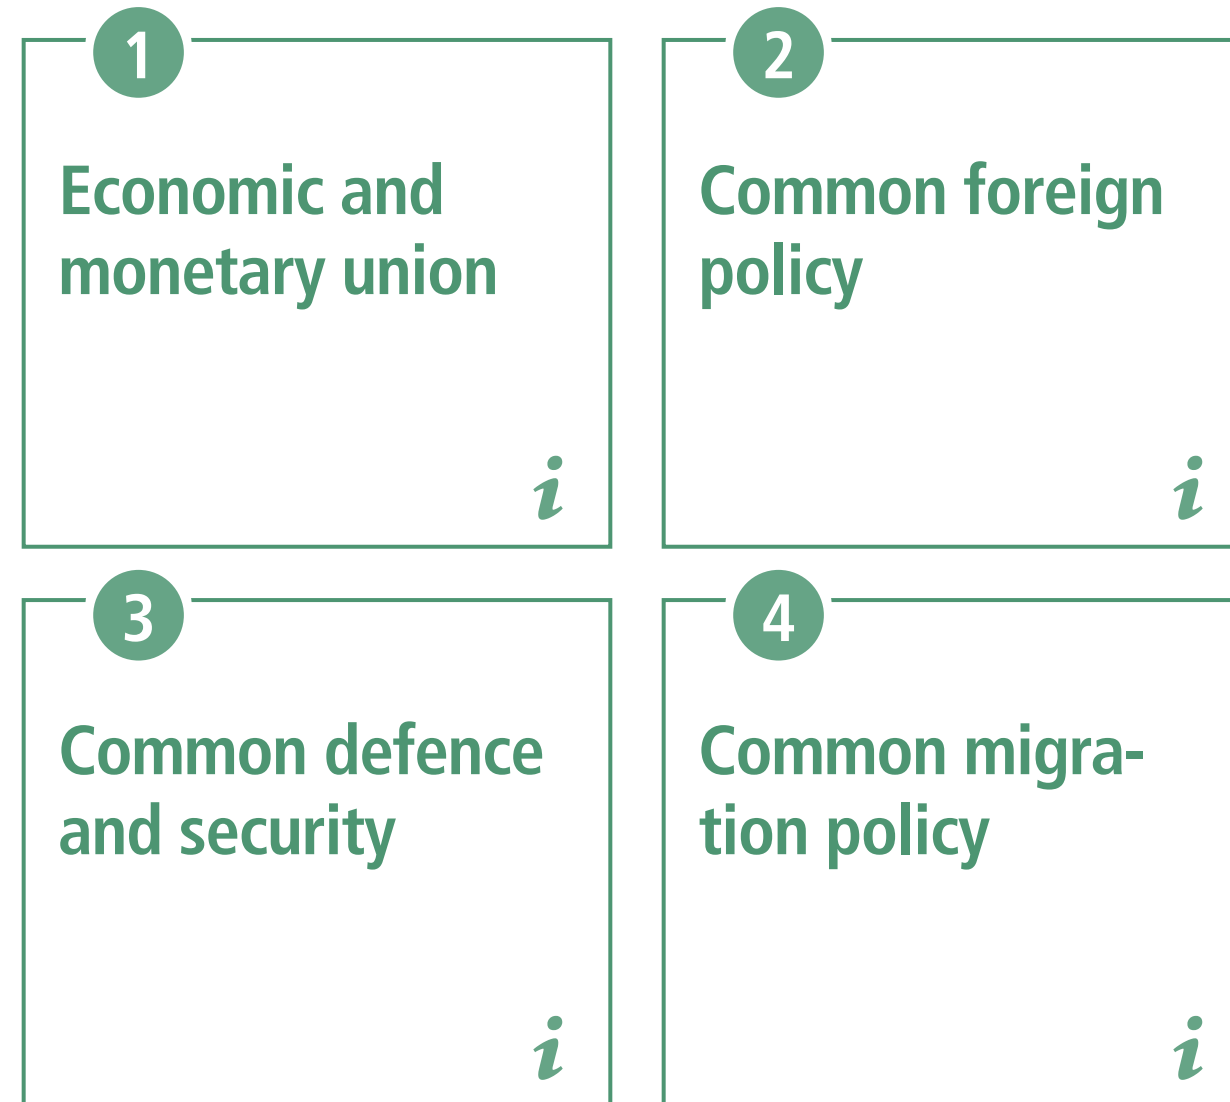 1
Economic and
monetary union
i
2
Common foreign
policy
i
3
Common defence
and security
i
4
Common migra-
tion policy
i